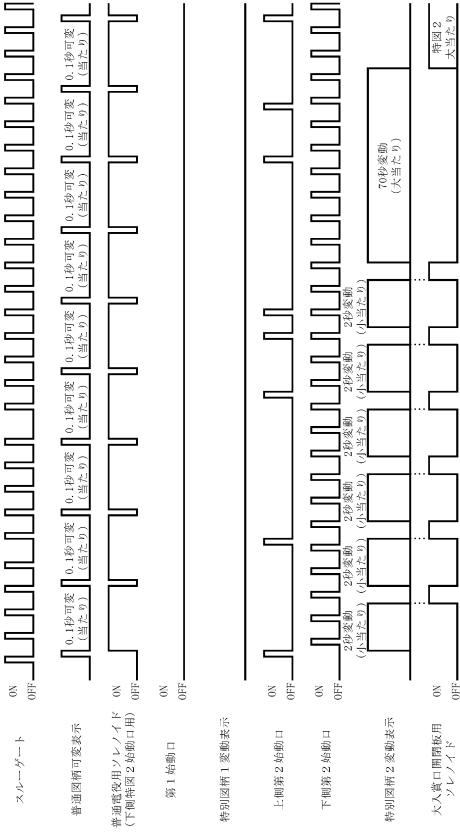 スルーゲート
ON
OFF
普通図柄可変表示
0.1秒可変
(当たり)
0.1秒可変
(当たり)
0.1秒可変
(当たり)
0.1秒可変
(当たり)
0.1秒可変
(当たり)
0.1秒可変
(当たり)
0.1秒可変
(当たり)
0.1秒可変
(当たり)
0.1秒可変
(当たり)
普通電役用ソレノイド
(下側特図2始動口用)
ON
OFF
第1始動口
ON
OFF
特別図柄1変動表示
上側第2始動口
ON
OFF
下側第2始動口
ON
OFF
特別図柄2変動表示
2秒変動
(小当たり)
2秒変動
(小当たり)
2秒変動
(小当たり)
2秒変動
(小当たり)
2秒変動
(小当たり)
2秒変動
(小当たり)
70秒変動
(大当たり)
大入賞口開閉板用
ソレノイド
ON
OFF
… … … … … …
特図2
大当たり